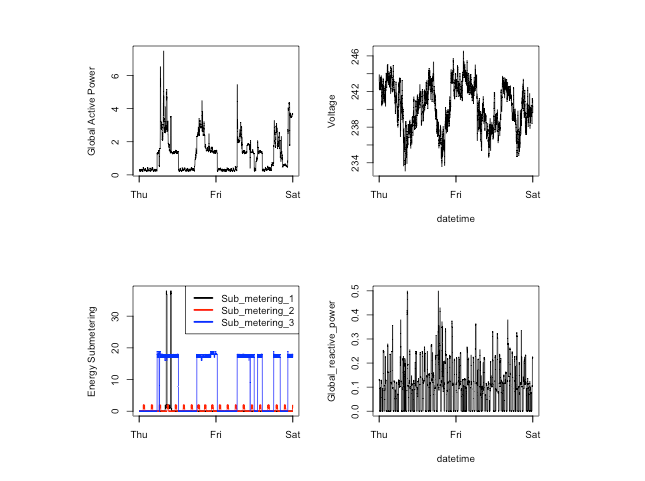 Global Active Power
0 2 4 6
Thu Fri Sat
Voltage
234 238 242 246
Thu Fri Sat
datetime
Energy Submetering
0 10 20 30
Sub_metering_1
Sub_metering_2
Sub_metering_3
Thu Fri Sat
Global_reactive_power
0.0 0.1 0.2 0.3 0.4 0.5
Thu Fri Sat
datetime